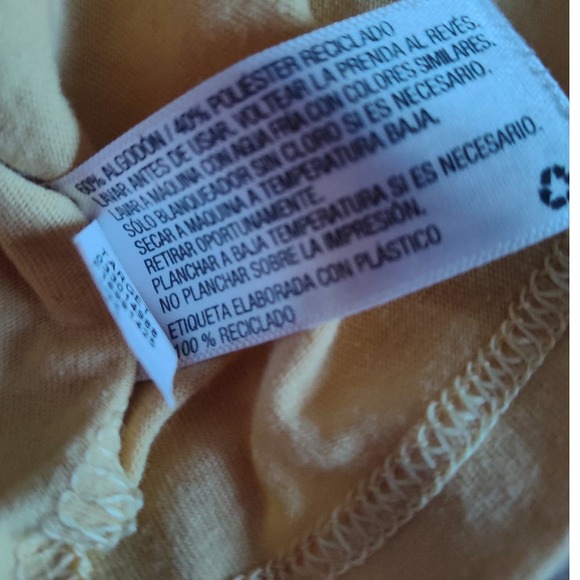 60% ALGODÓN / 40% POLIÉSTER RECICLADO
LAVAR ANTES DE USAR. VOLTEAR LA PRENDA AL REVÉS.
LAVAR A MÁQUINA CON AGUA FRÍA CON COLORES SIMILARES.
SÓLO BLANQUEADOR SIN CLORO SI ES NECESARIO.
SECAR A MÁQUINA A TEMPERATURA BAJA.
RETIRAR OPORTUNAMENTE.
PLANCHAR A BAJA TEMPERATURA SI ES NECESARIO.
NO PLANCHAR SOBRE LA IMPRESIÓN.
ETIQUETA ELABORADA CON PLÁSTICO
100 % RECICLADO